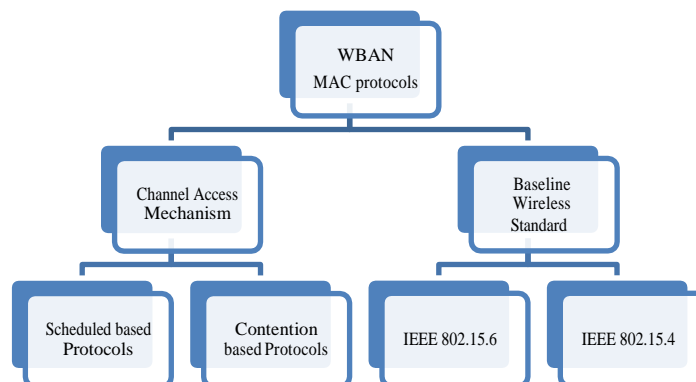 WBAN
MAC protocols
Channel Access
Mechanism
Baseline
Wireless
Standard
Scheduled based
Protocols
Contention
based Protocols
IEEE 802.15.6
IEEE 802.15.4